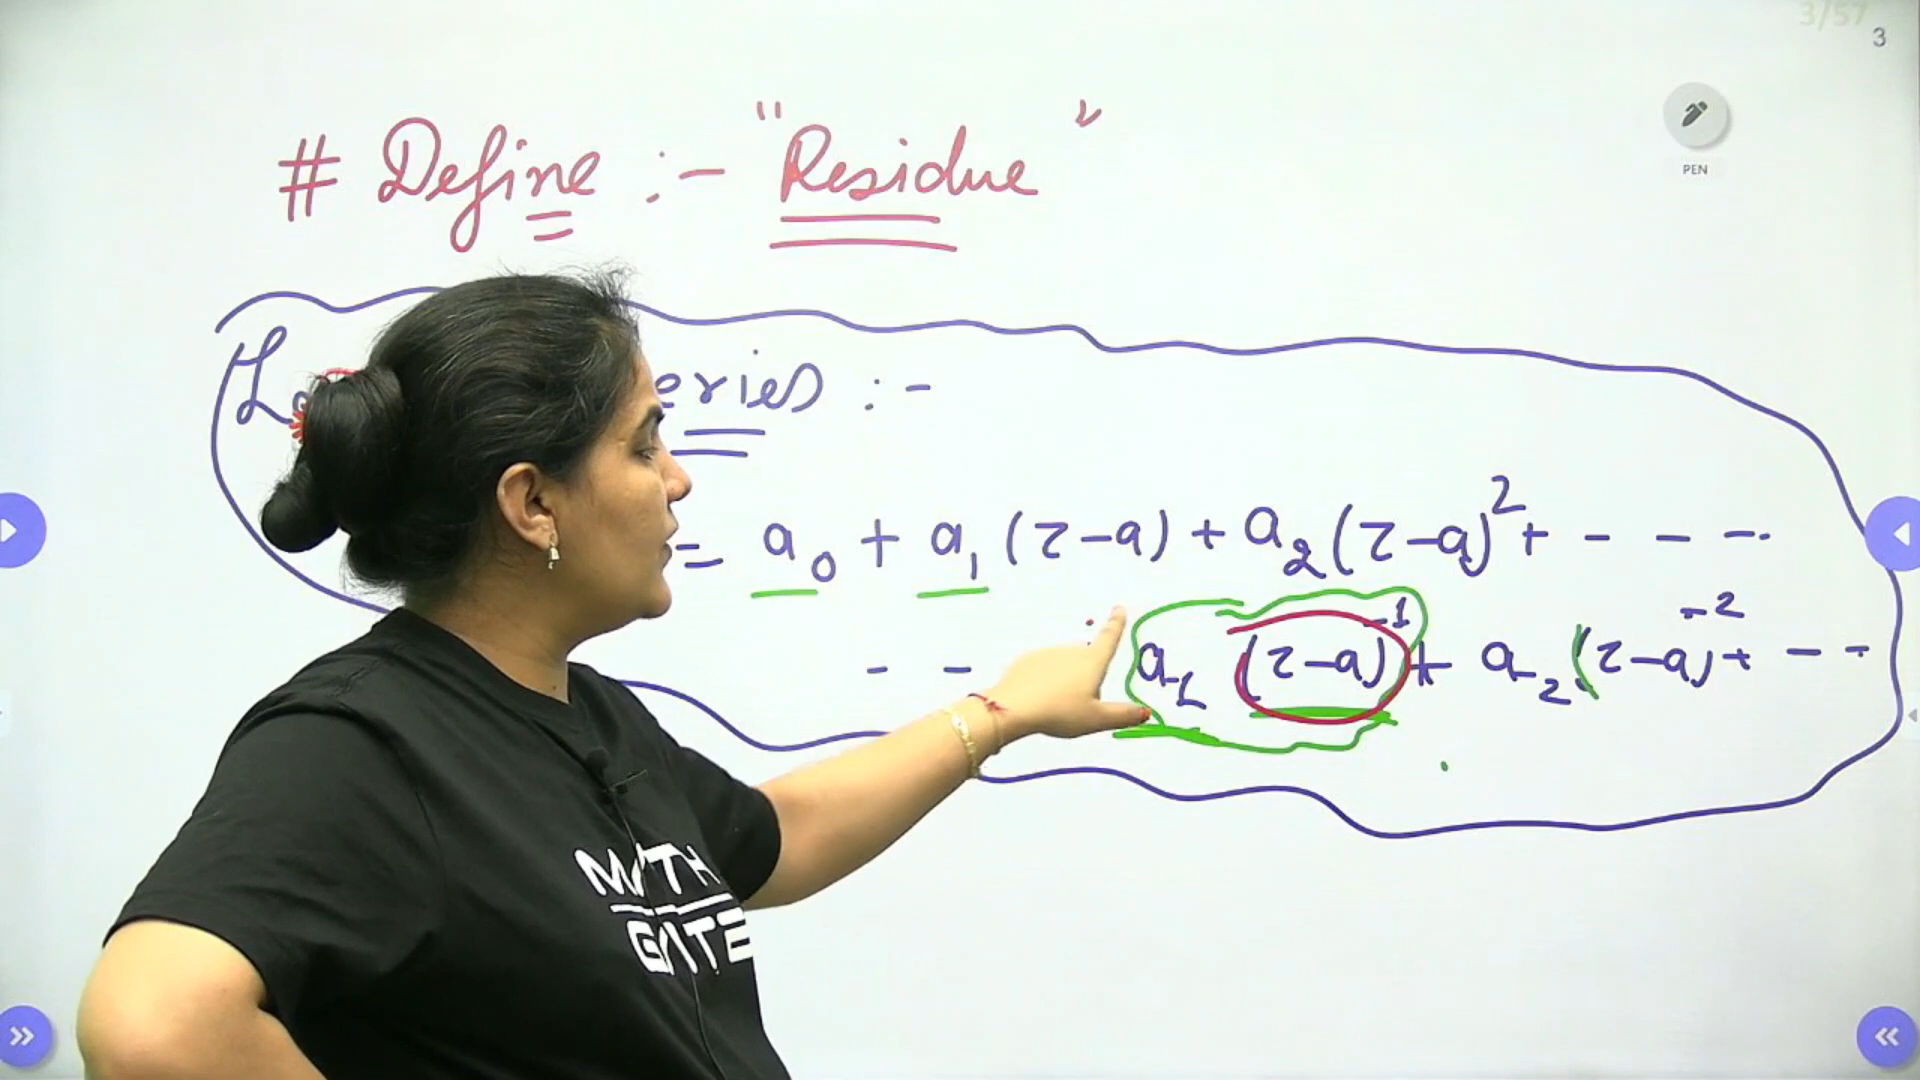 3/57
3
PEN
# Define :- "Residue"
eries :-
= a₀ + a₁ (z-a) + a₂ (z-a)² + - - -
- - a₋₁ (z-a)⁻¹ + a₋₂ (z-a)⁻² + - -
MATH
GATE